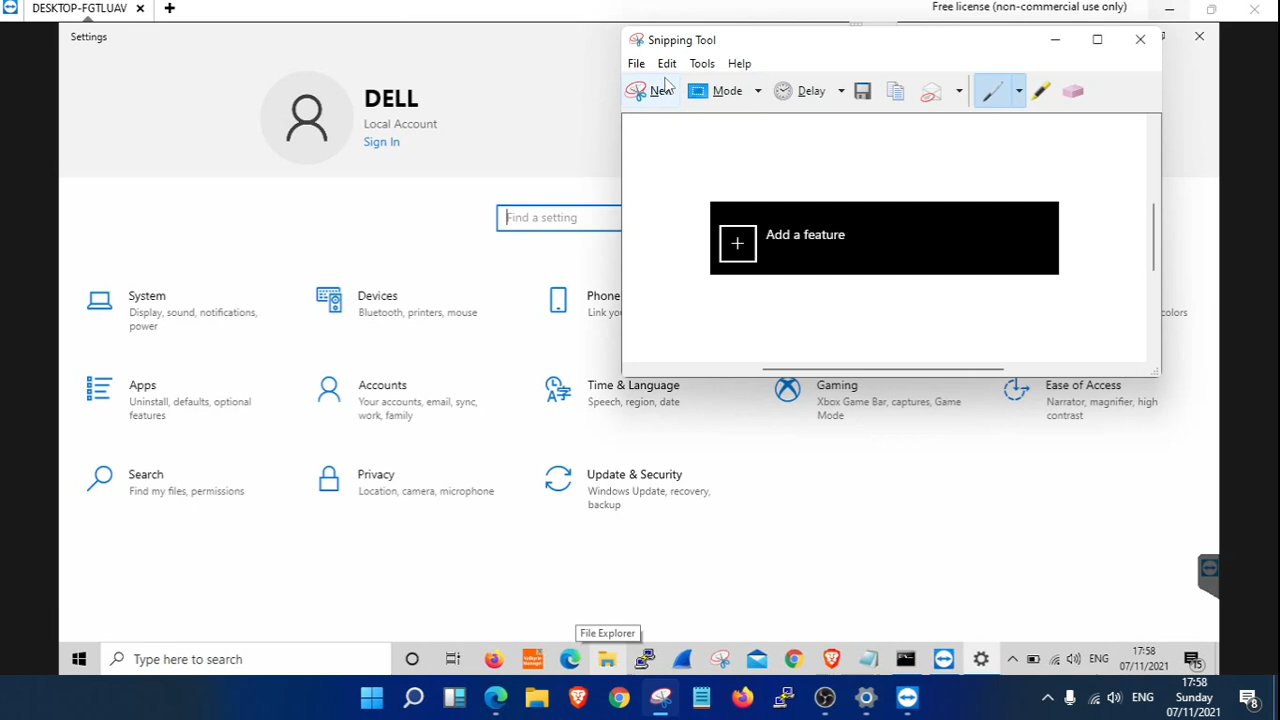 DESKTOP-FGTLUAV
Free license (non-commercial use only)
Settings
DELL
Local Account
Sign In
Find a setting
Snipping Tool
File Edit Tools Help
New Mode Delay
Add a feature
System
Display, sound, notifications,
power
Devices
Bluetooth, printers, mouse
Phone
Link
colors
Apps
Uninstall, defaults, optional
features
Accounts
Your accounts, email, sync,
work, family
Time & Language
Speech, region, date
Gaming
Xbox Game Bar, captures, Game
Mode
Ease of Access
Narrator, magnifier, high
contrast
Search
Find my files, permissions
Privacy
Location, camera, microphone
Update & Security
Windows Update, recovery,
backup
File Explorer
Type here to search
ENG
17:58
07/11/2021
15
ENG
17:58
Sunday
07/11/2021
8